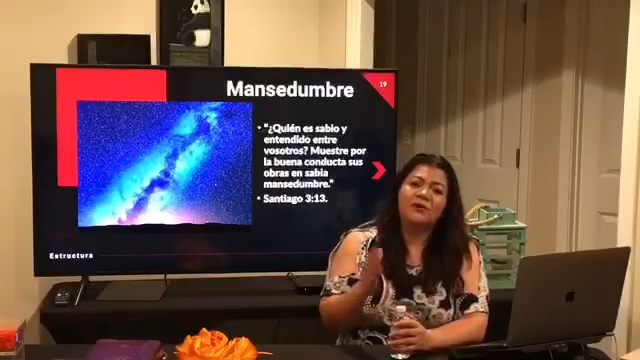 Mansedumbre
19
• "¿Quién es sabio y
entendido entre
vosotros? Muestre por
la buena conducta sus
obras en sabia
mansedumbre."
• Santiago 3:13.
Estructura